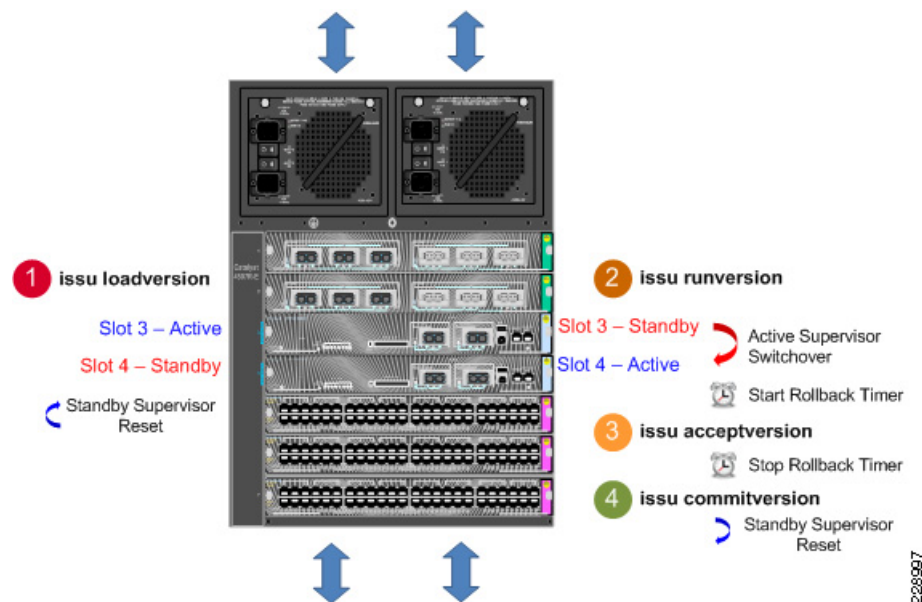 1 issu loadversion
Slot 3 – Active
Slot 4 – Standby
Standby Supervisor
Reset
Catalyst
2 issu runversion
Slot 3 – Standby
Slot 4 – Active
Active Supervisor
Switchover
Start Rollback Timer
3 issu acceptversion
Stop Rollback Timer
4 issu commitversion
Standby Supervisor
Reset
228997